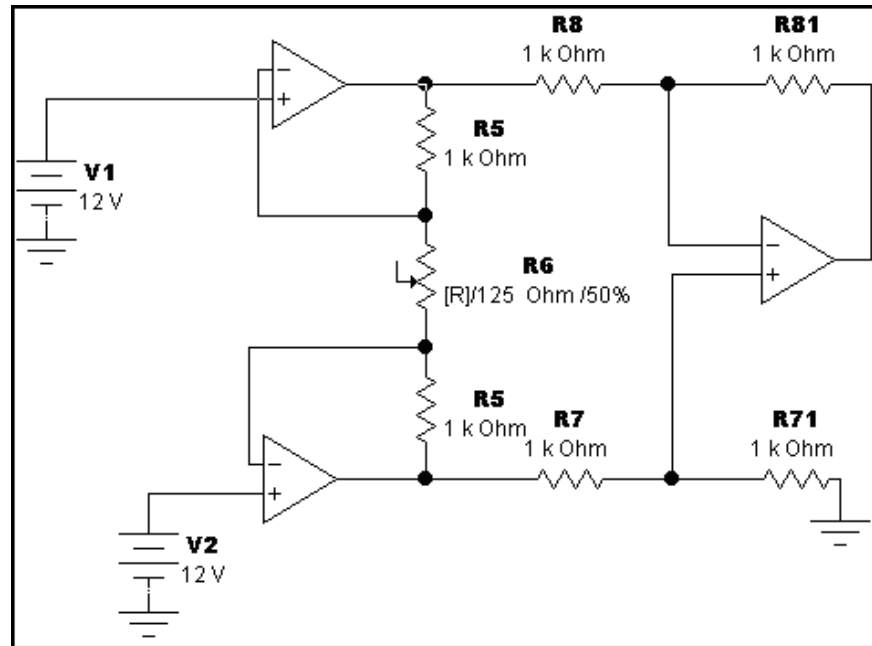 R8
1 k Ohm
R81
1 k Ohm
R5
1 k Ohm
V1
12 V
R6
[R]/125 Ohm /50%
R5
1 k Ohm
R7
1 k Ohm
R71
1 k Ohm
V2
12 V